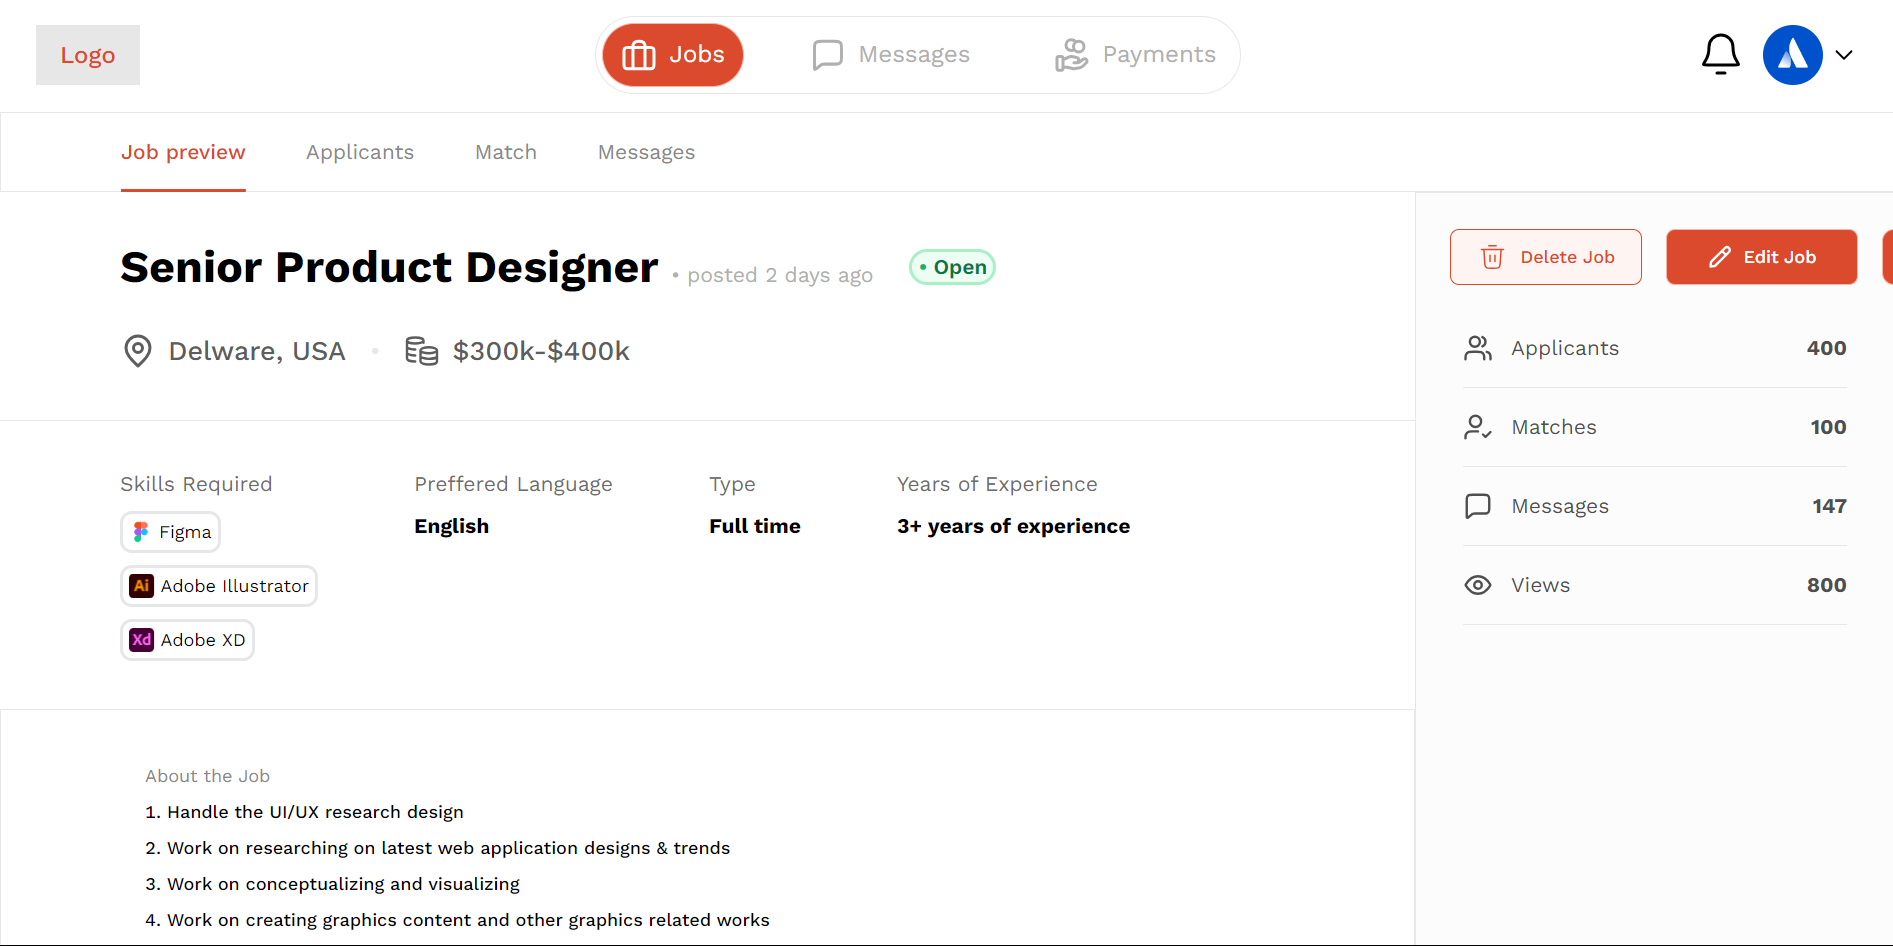 Logo
Jobs
Messages
Payments
Job preview
Applicants
Match
Messages
Senior Product Designer • posted 2 days ago • Open
Delware, USA • $300k-$400k
Skills Required
Figma
Adobe Illustrator
Adobe XD
Preffered Language
English
Type
Full time
Years of Experience
3+ years of experience
About the Job
1. Handle the UI/UX research design
2. Work on researching on latest web application designs & trends
3. Work on conceptualizing and visualizing
4. Work on creating graphics content and other graphics related works
Delete Job
Edit Job
Applicants 400
Matches 100
Messages 147
Views 800